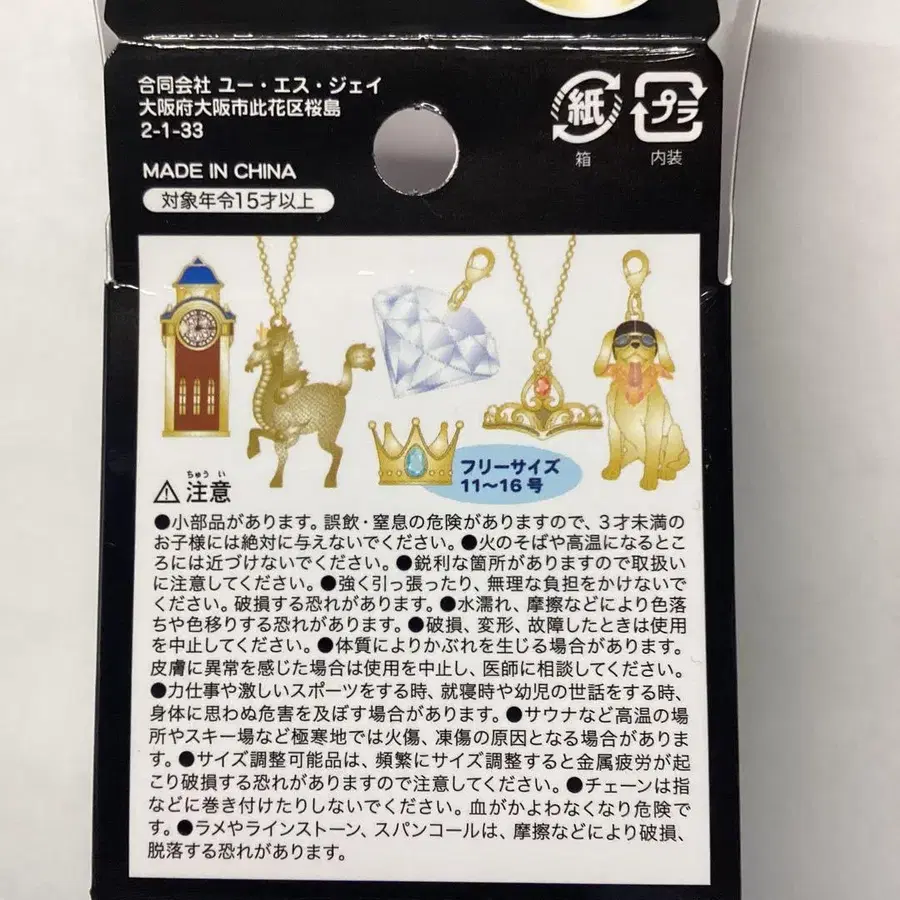 合同会社 ユー・エス・ジェイ
大阪府大阪市此花区桜島
2-1-33
紙
箱
プラ
内装
MADE IN CHINA
対象年令15才以上
フリーサイズ
11〜16号
ちゅう い
注意
●小部品があります。誤飲・窒息の危険がありますので、3才未満の
お子様には絶対に与えないでください。●火のそばや高温になるとこ
ろには近づけないでください。●鋭利な箇所がありますので取扱い
に注意してください。●強く引っ張ったり、無理な負担をかけないで
ください。破損する恐れがあります。●水濡れ、摩擦などにより色落
ちや色移りする恐れがあります。●破損、変形、故障したときは使用
を中止してください。●体質によりかぶれを生じる場合があります。
皮膚に異常を感じた場合は使用を中止し、医師に相談してください。
●力仕事や激しいスポーツをする時、就寝時や幼児の世話をする時、
身体に思わぬ危害を及ぼす場合があります。●サウナなど高温の場
所やスキー場など極寒地では火傷、凍傷の原因となる場合がありま
す。●サイズ調整可能品は、頻繁にサイズ調整すると金属疲労が起
こり破損する恐れがありますので注意してください。●チェーンは指
などに巻き付けたりしないでください。血がかよわなくなり危険で
す。●ラメやラインストーン、スパンコールは、摩擦などにより破損、
脱落する恐れがあります。